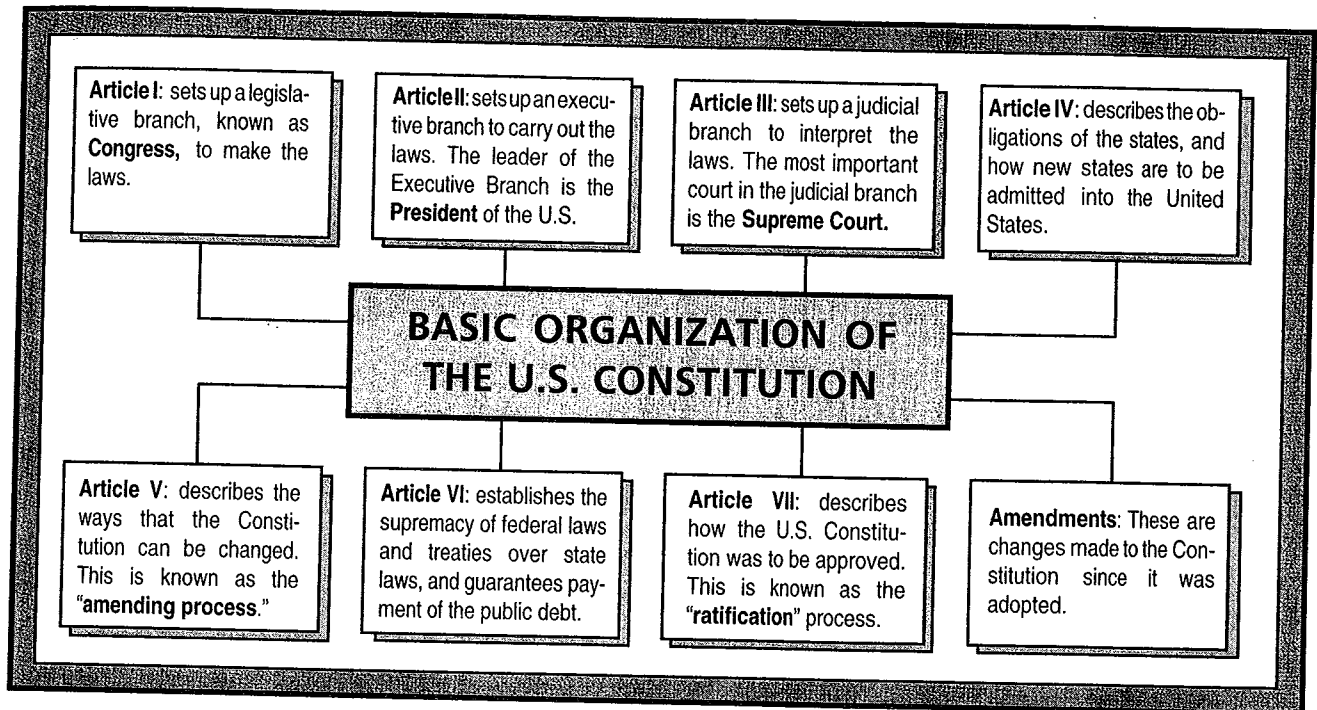 Article I: sets up a legisla-
tive branch, known as
Congress, to make the
laws.
Article II: sets up an execu-
tive branch to carry out the
laws. The leader of the
Executive Branch is the
President of the U.S.
Article III: sets up a judicial
branch to interpret the
laws. The most important
court in the judicial branch
is the Supreme Court.
Article IV: describes the ob-
ligations of the states, and
how new states are to be
admitted into the United
States.
BASIC ORGANIZATION OF
THE U.S. CONSTITUTION
Article V: describes the
ways that the Consti-
tution can be changed.
This is known as the
“amending process.”
Article VI: establishes the
supremacy of federal laws
and treaties over state
laws, and guarantees pay-
ment of the public debt.
Article VII: describes
how the U.S. Constitu-
tion was to be approved.
This is known as the
“ratification” process.
Amendments: These are
changes made to the Con-
stitution since it was
adopted.